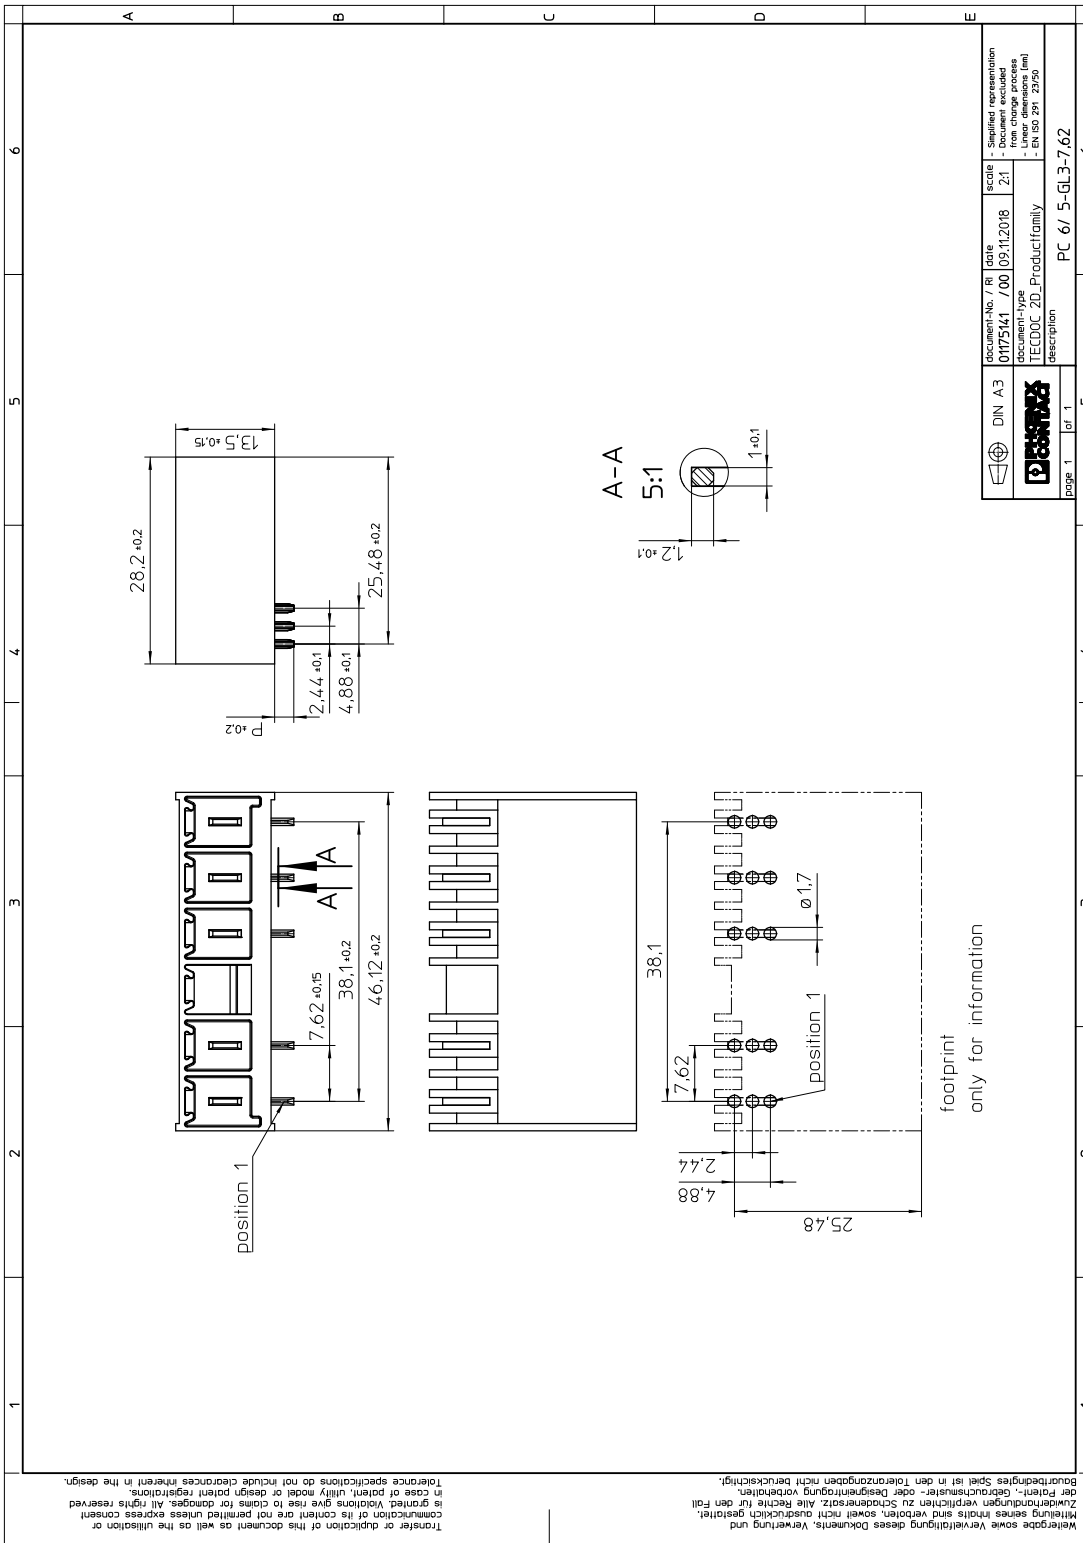 1
2
3
4
5
6
A
B
C
D
E
28,2 ±0,2
13,5 ±0,15
P ±0,2
2,44 ±0,1
4,88 ±0,1
25,48 ±0,2
position 1
7,62 ±0,15
38,1 ±0,2
46,12 ±0,2
A
A
A-A
5:1
1,2 ±0,1
1 ±0,1
38,1
7,62
2,44
4,88
25,48
ø1,7
position 1
footprint
only for information
DIN A3
PHOENIX
CONTACT
page 1 of 1
document-No. / RI
01175141 / 00
date
09.11.2018
scale
2:1
document-type
TECDOC 2D_Productfamily
description
PC 6/ 5-GL3-7,62
- Simplified representation
- Document excluded
from change process
- Linear dimensions [mm]
- EN ISO 291 23/50
Transfer or duplication of this document as well as the utilisation or
communication of its content are not permitted unless express consent
is granted. Violations give rise to claims for damages. All rights reserved
in case of patent, utility model or design patent registrations.
Tolerance specifications do not include clearances inherent in the design.
Weitergabe sowie Vervielfältigung dieses Dokuments, Verwertung und
Mitteilung seines Inhalts sind verboten, soweit nicht ausdrücklich gestattet.
Zuwiderhandlungen verpflichten zu Schadenersatz. Alle Rechte für den Fall
der Patent-, Gebrauchsmuster- oder Designeintragung vorbehalten.
Bauartbedingtes Spiel ist in den Toleranzangaben nicht berücksichtigt.